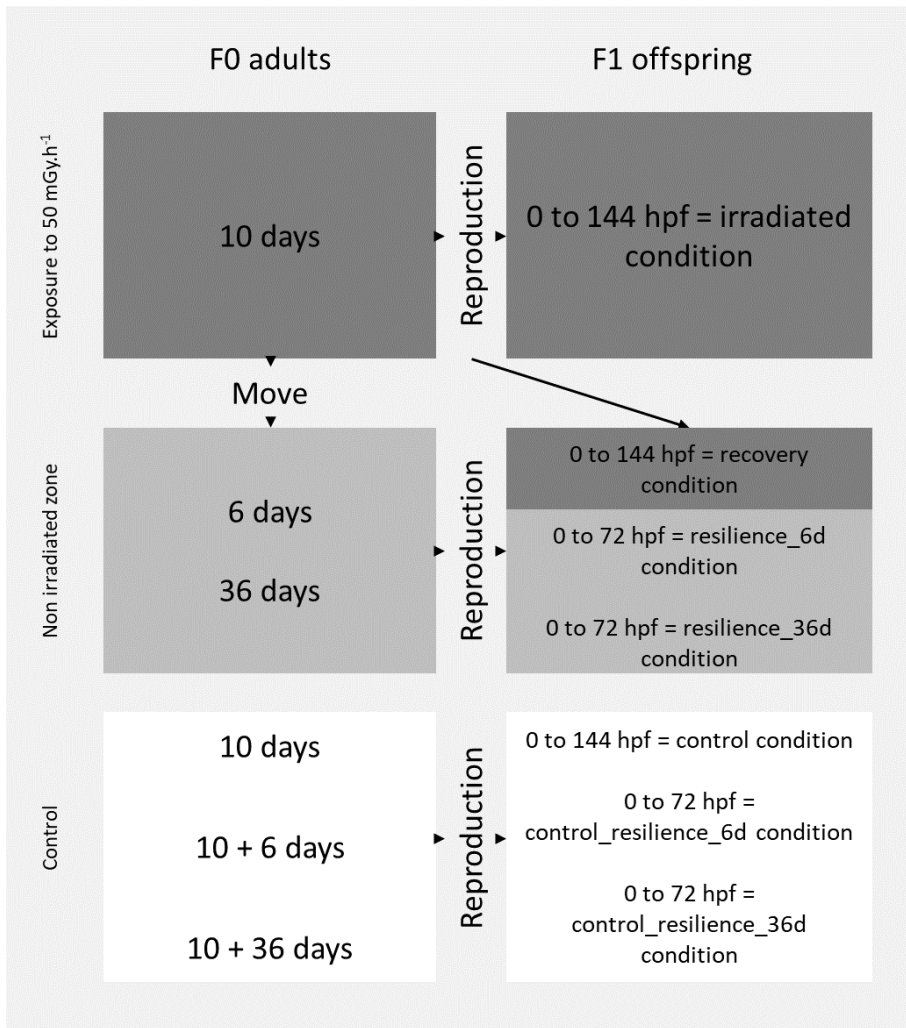 F0 adults
F1 offspring
Exposure to 50 mGy.h⁻¹
10 days
Reproduction
0 to 144 hpf = irradiated
condition
Move
Non irradiated zone
6 days
36 days
Reproduction
0 to 144 hpf = recovery
condition
0 to 72 hpf = resilience_6d
condition
0 to 72 hpf = resilience_36d
condition
Control
10 days
10 + 6 days
10 + 36 days
Reproduction
0 to 144 hpf = control condition
0 to 72 hpf =
control_resilience_6d condition
0 to 72 hpf =
control_resilience_36d
condition